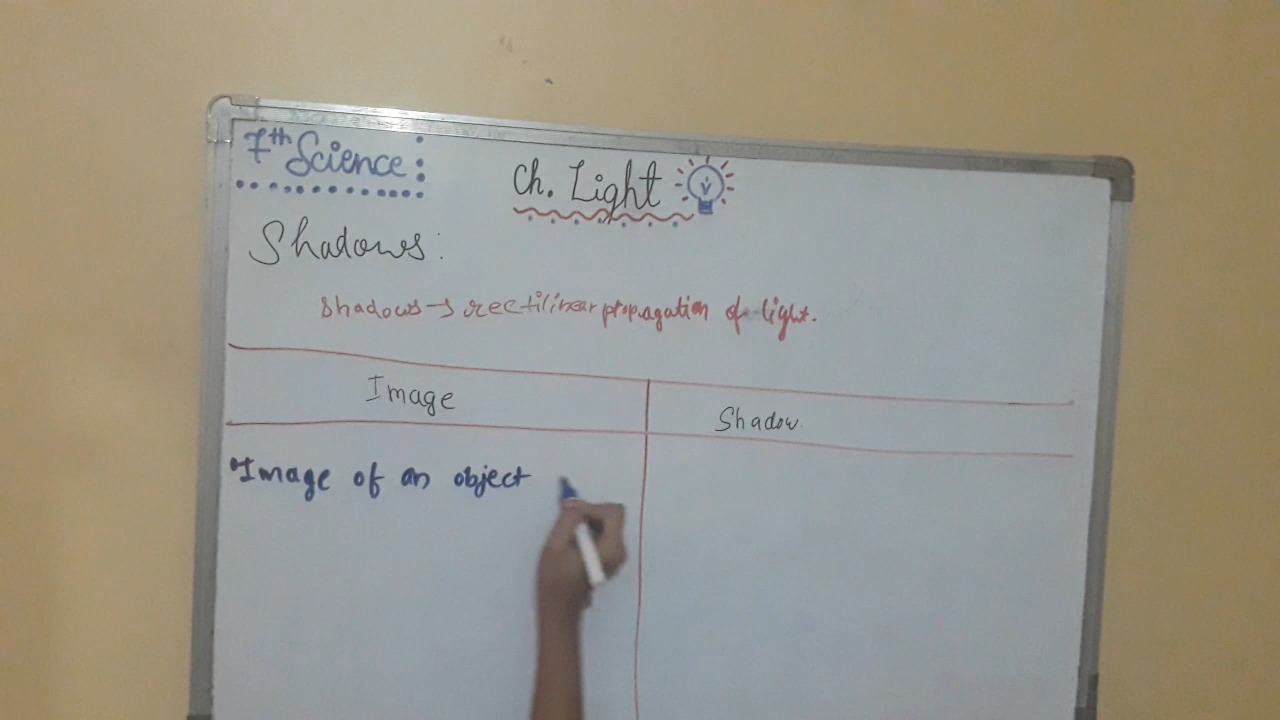 7th Science:
Ch. Light
Shadows:
Shadows → rectilinear propagation of light.
Image
Shadow
Image of an object